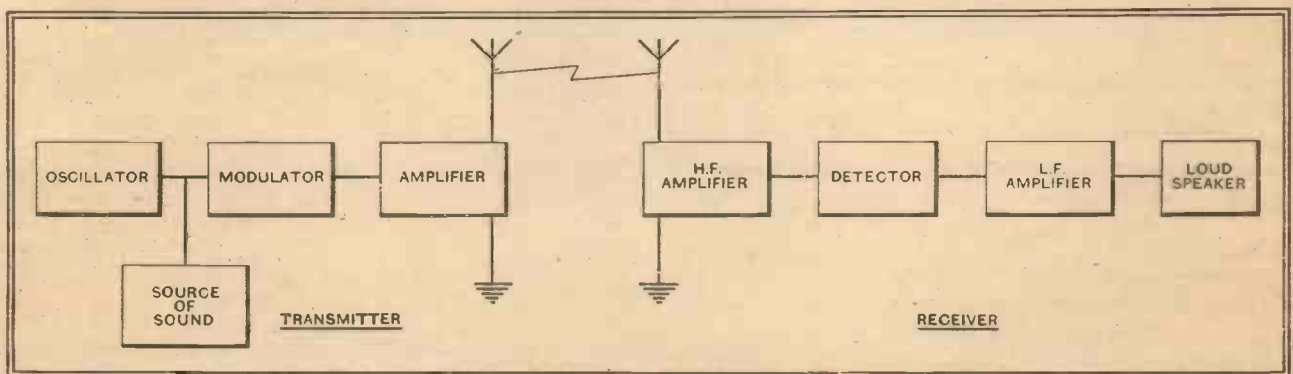 OSCILLATOR
MODULATOR
AMPLIFIER
H.F.
AMPLIFIER
DETECTOR
L.F.
AMPLIFIER
LOUD
SPEAKER
SOURCE
OF
SOUND
TRANSMITTER
RECEIVER